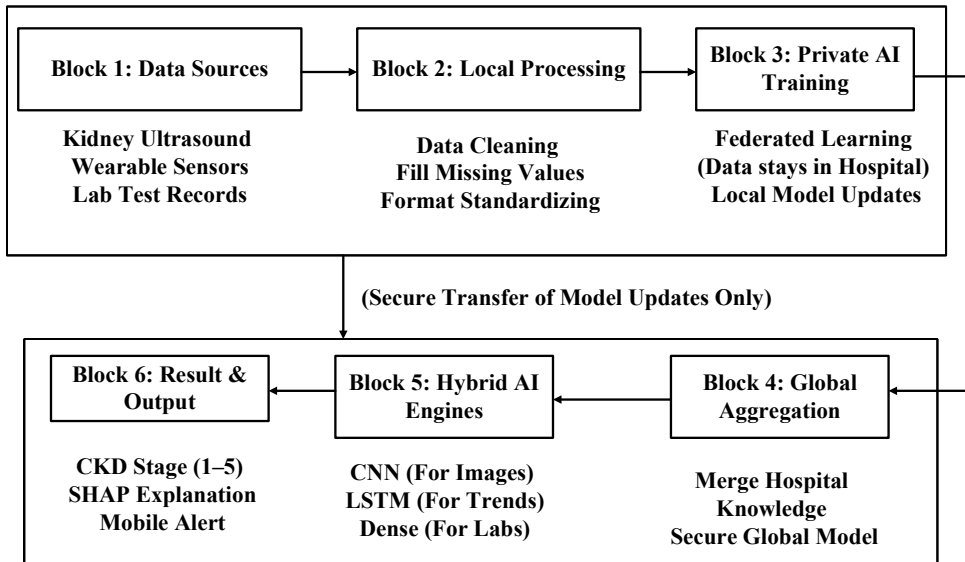 Block 1: Data Sources
Kidney Ultrasound
Wearable Sensors
Lab Test Records
Block 2: Local Processing
Data Cleaning
Fill Missing Values
Format Standardizing
Block 3: Private AI
Training
Federated Learning
(Data stays in Hospital)
Local Model Updates
(Secure Transfer of Model Updates Only)
Block 6: Result &
Output
CKD Stage (1–5)
SHAP Explanation
Mobile Alert
Block 5: Hybrid AI
Engines
CNN (For Images)
LSTM (For Trends)
Dense (For Labs)
Block 4: Global
Aggregation
Merge Hospital
Knowledge
Secure Global Model